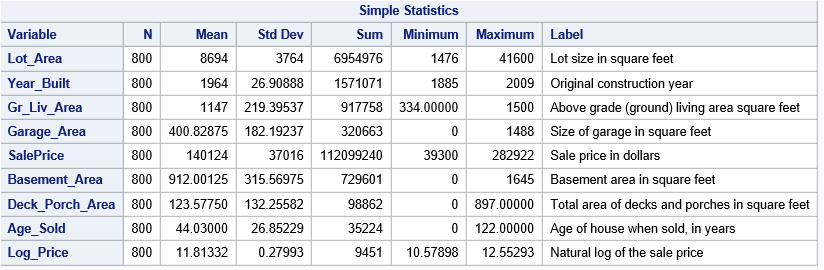 Simple Statistics
Variable N Mean Std Dev Sum Minimum Maximum Label
Lot_Area 800 8694 3764 6954976 1476 41600 Lot size in square feet
Year_Built 800 1964 26.90888 1571071 1885 2009 Original construction year
Gr_Liv_Area 800 1147 219.39537 917758 334.00000 1500 Above grade (ground) living area square feet
Garage_Area 800 400.82875 182.19237 320663 0 1488 Size of garage in square feet
SalePrice 800 140124 37016 112099240 39300 282922 Sale price in dollars
Basement_Area 800 912.00125 315.56975 729601 0 1645 Basement area in square feet
Deck_Porch_Area 800 123.57750 132.25582 98862 0 897.00000 Total area of decks and porches in square feet
Age_Sold 800 44.03000 26.85229 35224 0 122.00000 Age of house when sold, in years
Log_Price 800 11.81332 0.27993 9451 10.57898 12.55293 Natural log of the sale price